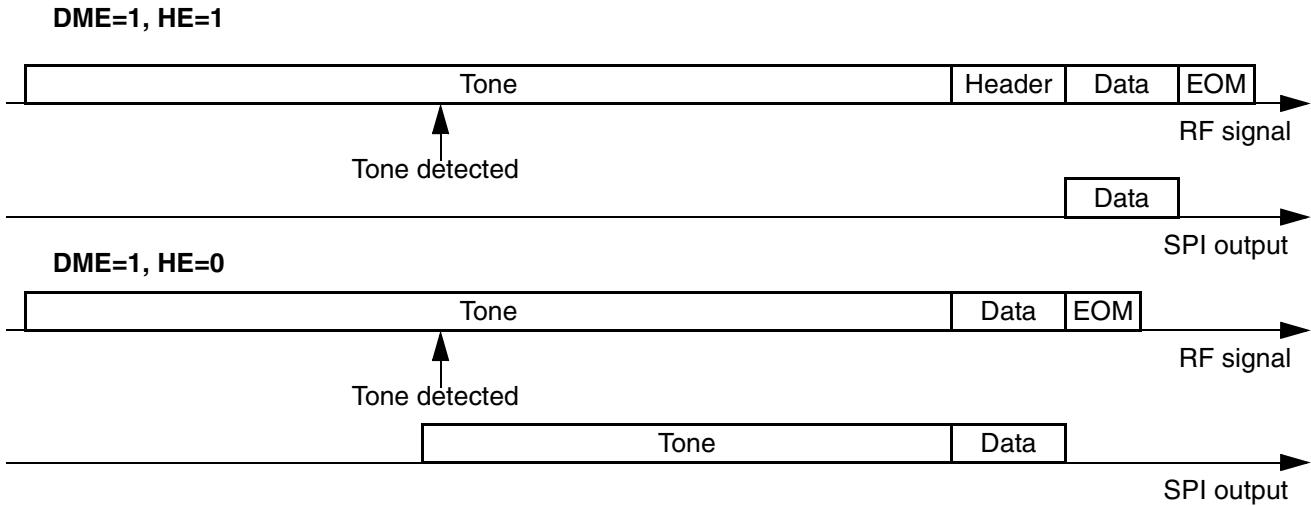 DME=1, HE=1
Tone Header Data EOM
RF signal
Tone detected
Data
SPI output
DME=1, HE=0
Tone Data EOM
RF signal
Tone detected
Tone Data
SPI output